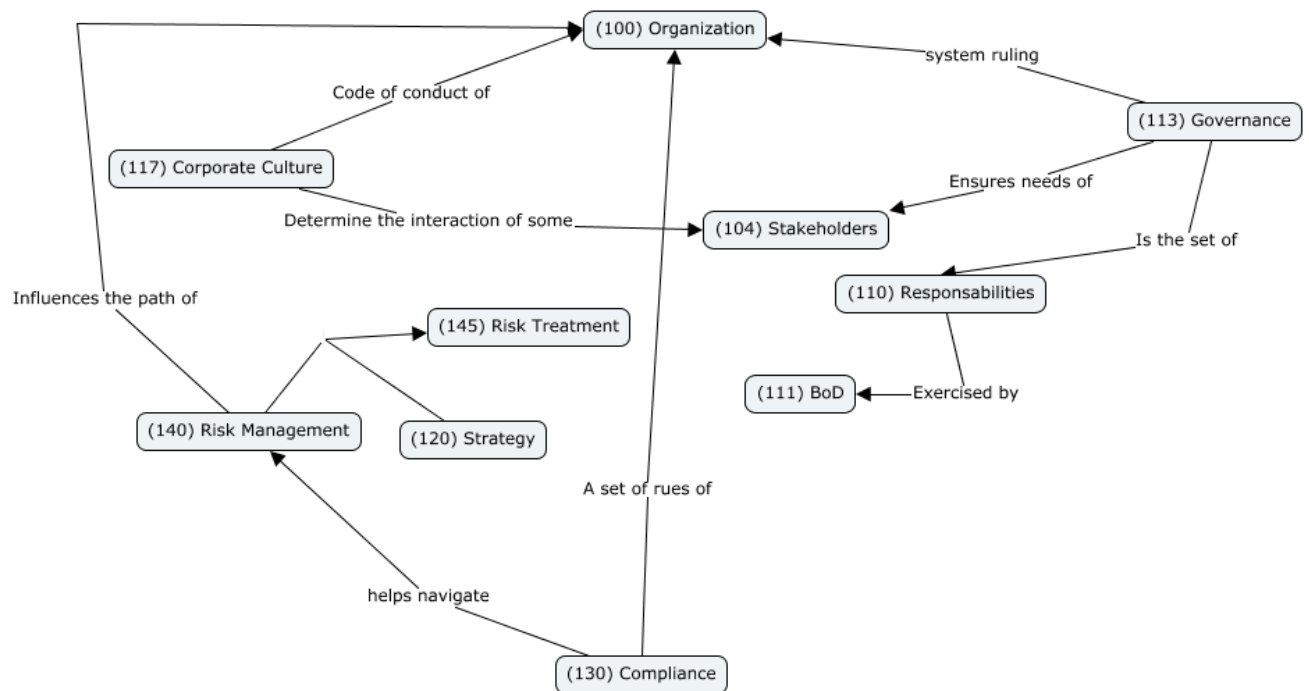 (100) Organization
system ruling
Code of conduct of
(113) Governance
(117) Corporate Culture
Ensures needs of
Determine the interaction of some
(104) Stakeholders
Is the set of
(110) Responsabilities
Influences the path of
(145) Risk Treatment
(111) BoD
Exercised by
(140) Risk Management
(120) Strategy
A set of rues of
helps navigate
(130) Compliance